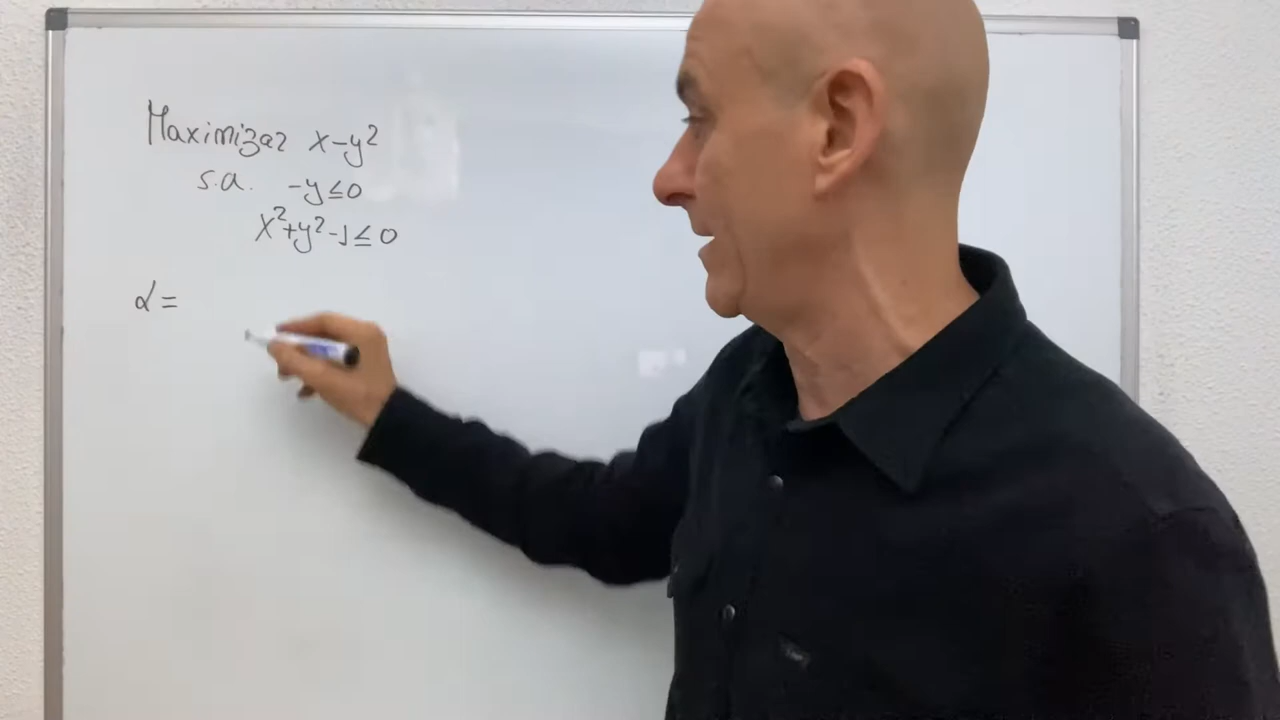 Maximizar x-y²
s.a. -y≤0
x²+y²-1≤0
α=